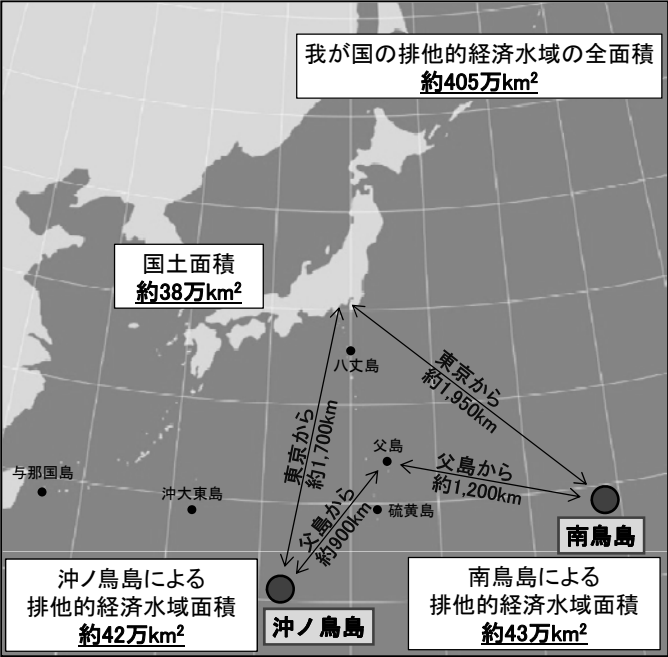 我が国の排他的経済水域の全面積
約405万km²
国土面積
約38万km²
八丈島
東京から
約1,950km
東京から
約1,700km
父島
父島から
約1,200km
与那国島
沖大東島
硫黄島
父島から
約900km
南鳥島
沖ノ鳥島による
排他的経済水域面積
約42万km²
沖ノ鳥島
南鳥島による
排他的経済水域面積
約43万km²